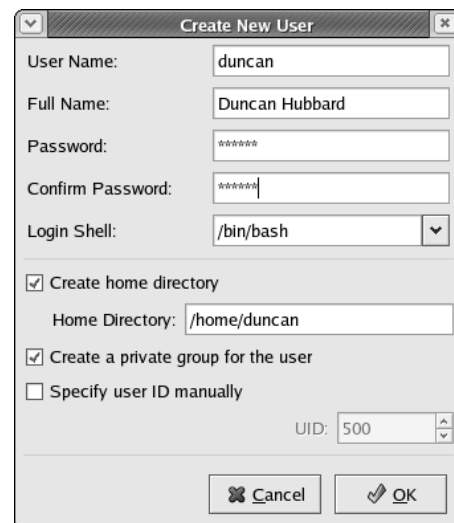 Create New User
User Name: duncan
Full Name: Duncan Hubbard
Password: ******
Confirm Password: ******
Login Shell: /bin/bash
Create home directory
Home Directory: /home/duncan
Create a private group for the user
Specify user ID manually
UID: 500
Cancel OK